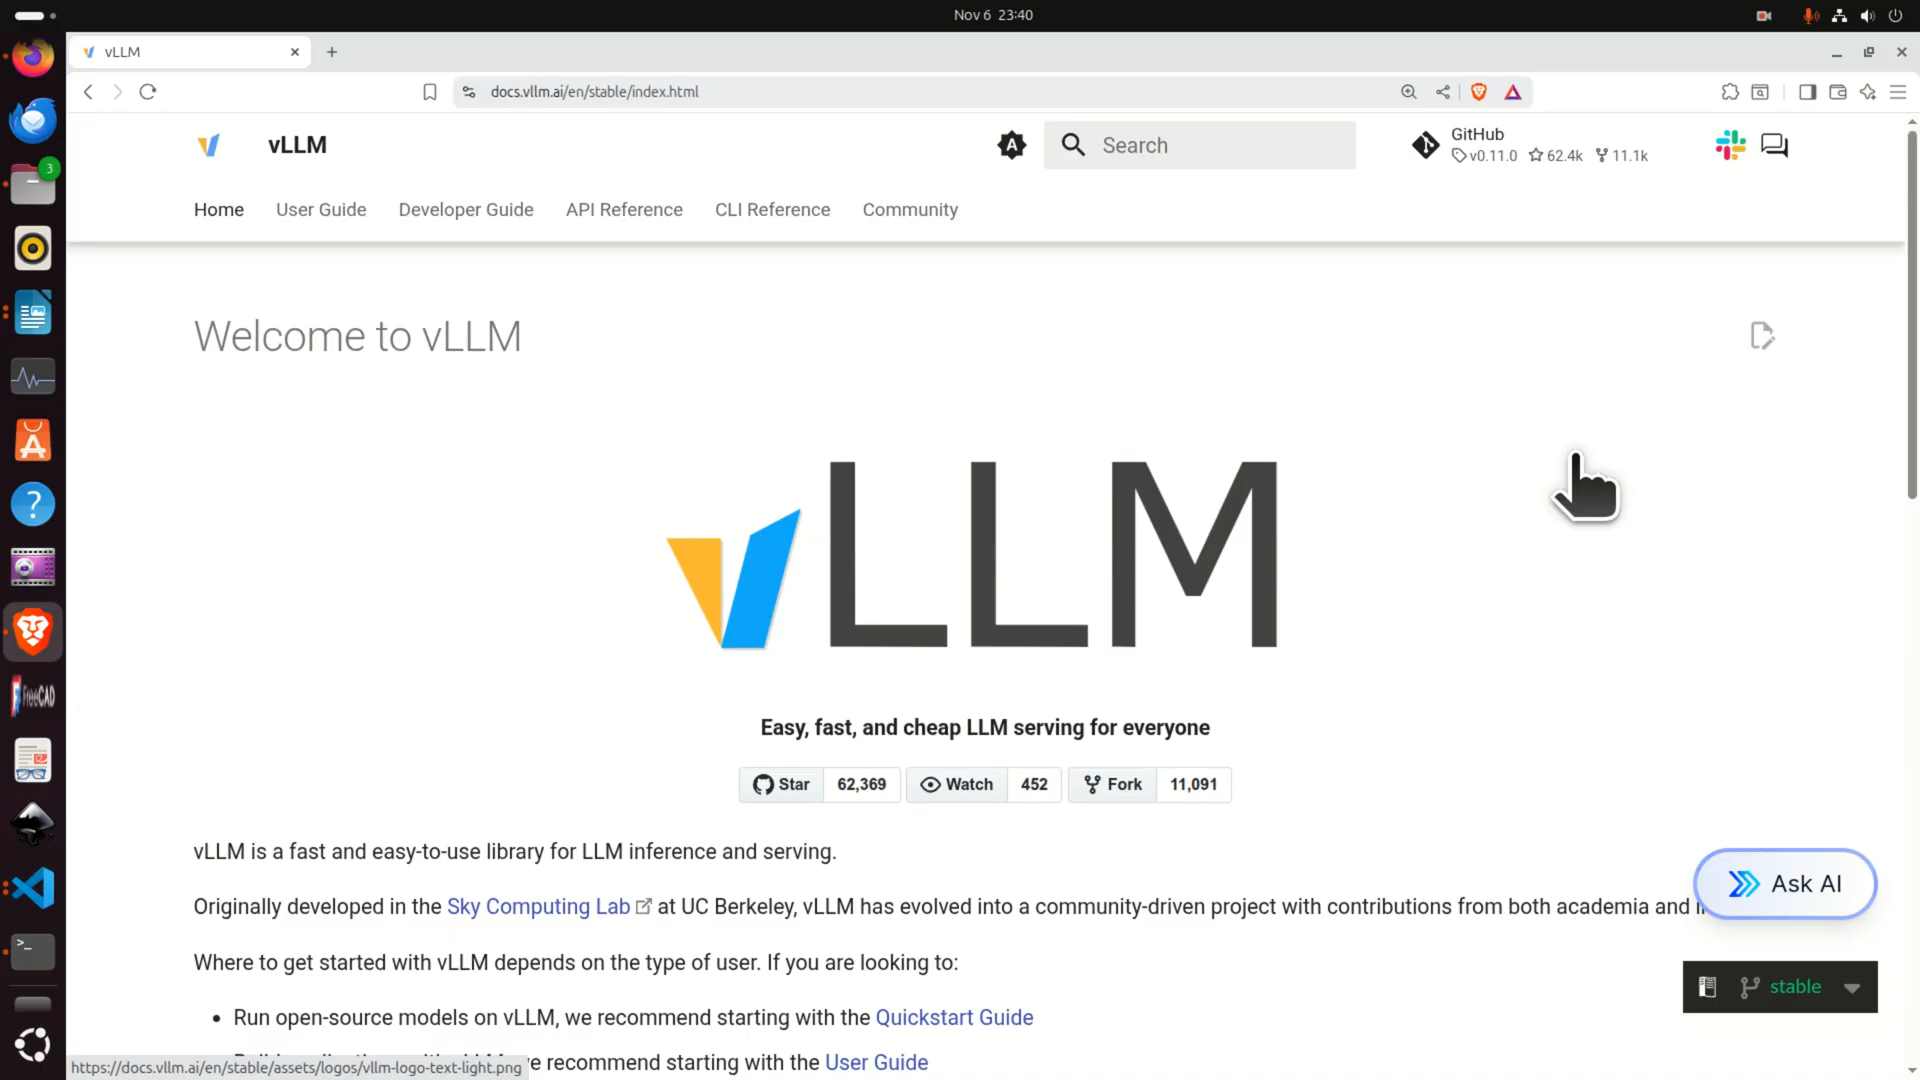 Nov 6 23:40
vLLM
docs.vllm.ai/en/stable/index.html
vLLM
Search
GitHub
v0.11.0 62.4k 11.1k
Home User Guide Developer Guide API Reference CLI Reference Community
Welcome to vLLM
vLLM
Easy, fast, and cheap LLM serving for everyone
Star 62,369 Watch 452 Fork 11,091
vLLM is a fast and easy-to-use library for LLM inference and serving.
Originally developed in the Sky Computing Lab at UC Berkeley, vLLM has evolved into a community-driven project with contributions from both academia and
Ask AI
Where to get started with vLLM depends on the type of user. If you are looking to:
stable
• Run open-source models on vLLM, we recommend starting with the Quickstart Guide
recommend starting with the User Guide
https://docs.vllm.ai/en/stable/assets/logos/vllm-logo-text-light.png
3
FreeCAD